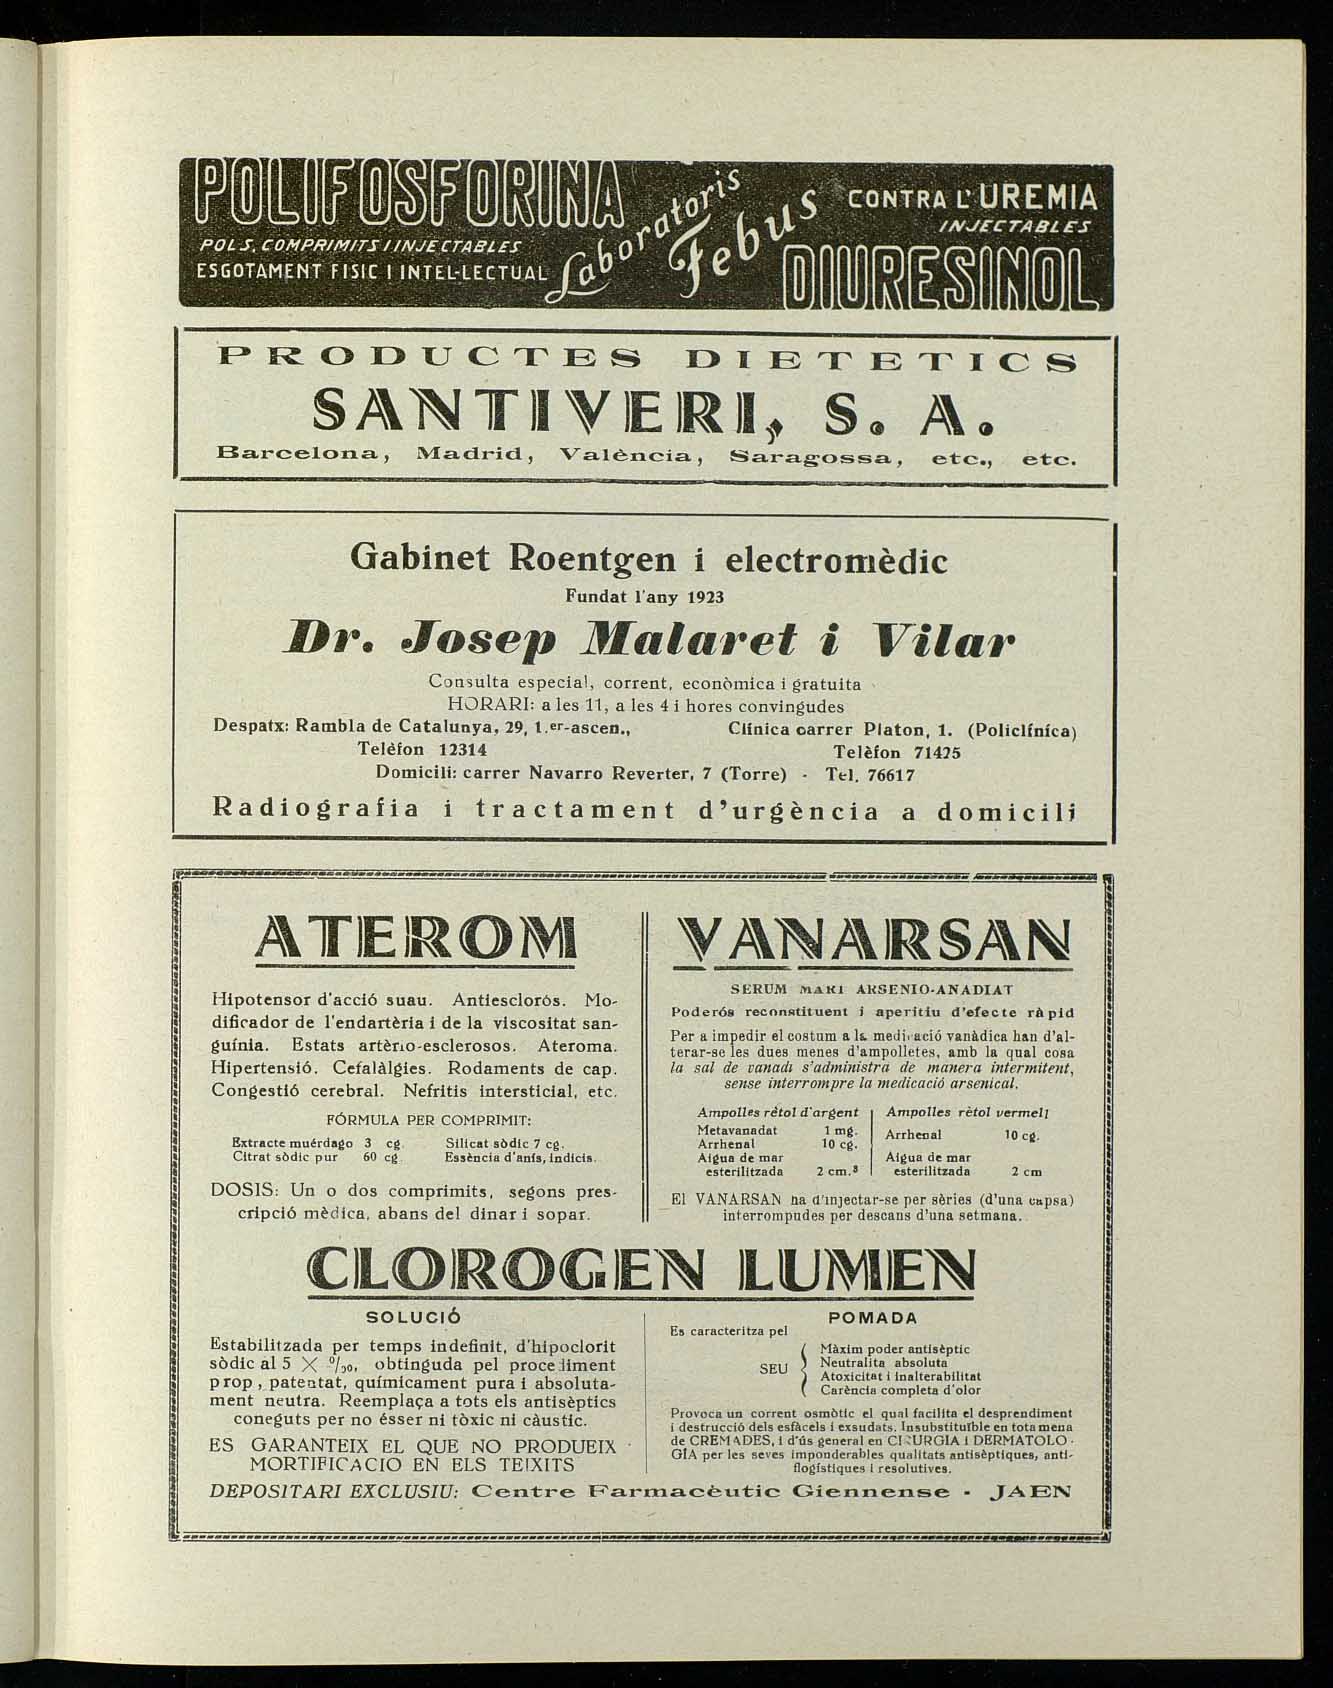 POLIFOSFORINA
POLS, COMPRIMITS I INJECTABLES
ESGOTAMENT FISIC I INTEL·LECTUAL
Laboratoris
Febus
CONTRA L'UREMIA
INJECTABLES
DIURESINOL
PRODUCTES DIETETICS
SANTIVERI, S. A.
Barcelona, Madrid, València, Saragossa, etc., etc.
Gabinet Roentgen i electromèdic
Fundat l'any 1923
Dr. Josep Malaret i Vilar
Consulta especial, corrent, econòmica i gratuita
HORARI: a les 11, a les 4 i hores convingudes
Despatx: Rambla de Catalunya, 29, 1.er-ascen.,
Telèfon 12314
Clínica carrer Platon, 1. (Policlínica)
Telèfon 71425
Domicili: carrer Navarro Reverter, 7 (Torre) - Tel. 76617
Radiografia i tractament d'urgència a domicili
ATEROM
Hipotensor d'acció suau. Antiesclorós. Mo-
dificador de l'endartèria i de la viscositat san-
guínia. Estats artèrio-esclerosos. Ateroma.
Hipertensió. Cefalàlgies. Rodaments de cap.
Congestió cerebral. Nefritis intersticial, etc.
FÓRMULA PER COMPRIMIT:
Extracte muérdago 3 cg. Silicat sòdic 7 cg.
Citrat sòdic pur 60 cg. Essència d'anís, indicis.
DOSIS: Un o dos comprimits, segons pres-
cripció mèdica, abans del dinar i sopar.
VANARSAN
SERUM MARI ARSENIO-ANADIAT
Poderós reconstituent i aperitiu d'efecte ràpid
Per a impedir el costum a la medicació vanàdica han d'al-
terar-se les dues menes d'ampolletes, amb la qual cosa
la sal de vanadi s'administra de manera intermitent,
sense interrompre la medicació arsenical.
Ampolles rètol d'argent
Metavanadat 1 mg.
Arrhenal 10 cg.
Aigua de mar
esterilitzada 2 cm.³
Ampolles rètol vermell
Arrhenal 10 cg.
Aigua de mar
esterilitzada 2 cm
El VANARSAN ha d'injectar-se per sèries (d'una capsa)
interrompudes per descans d'una setmana.
CLOROGEN LUMEN
SOLUCIÓ
Estabilitzada per temps indefinit, d'hipoclorit
sòdic al 5 X %00, obtinguda pel procediment
prop, patentat, químicament pura i absoluta-
ment neutra. Reemplaça a tots els antisèptics
coneguts per no ésser ni tòxic ni càustic.
ES GARANTEIX EL QUE NO PRODUEIX
MORTIFICACIO EN ELS TEIXITS
POMADA
Es caracteritza pel
SEU
Màxim poder antisèptic
Neutralita absoluta
Atoxicitat i inalterabilitat
Carència completa d'olor
Provoca un corrent osmòtic el qual facilita el desprendiment
i destrucció dels esfàcels i exsudats. Insubstituïble en tota mena
de CREMADES, i d'ús general en CIRURGIA i DERMATOLO-
GIA per les seves imponderables qualitats antisèptiques, anti-
flogístiques i resolutives.
DEPOSITARI EXCLUSIU: Centre Farmacèutic Giennense - JAEN